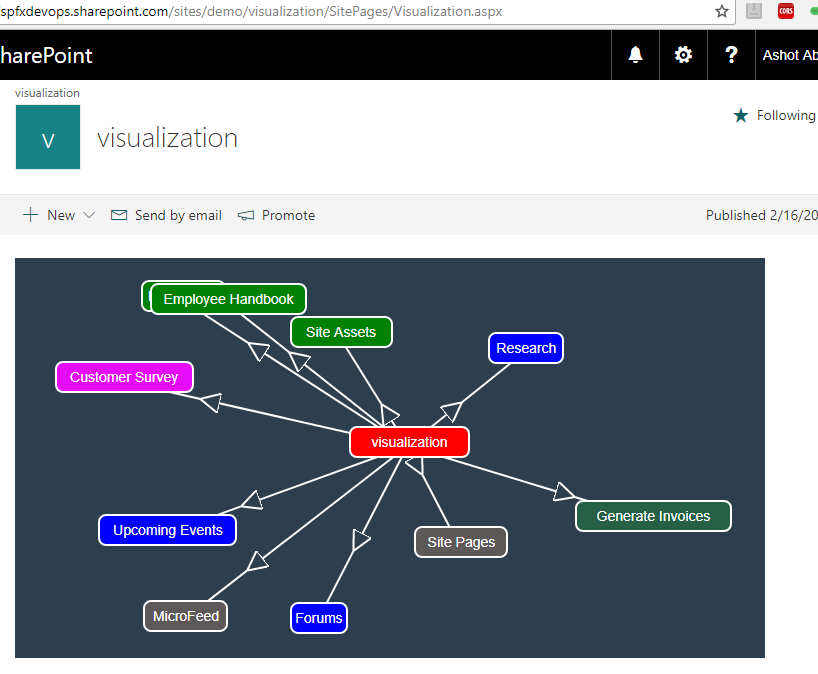 spfxdevops.sharepoint.com/sites/demo/visualization/SitePages/Visualization.aspx
CORS
harePoint
?
Ashot Ab
visualization
V
visualization
Following
New
Send by email
Promote
Published 2/16/20
Employee Handbook
Site Assets
Research
Customer Survey
visualization
Generate Invoices
Upcoming Events
Site Pages
MicroFeed
Forums